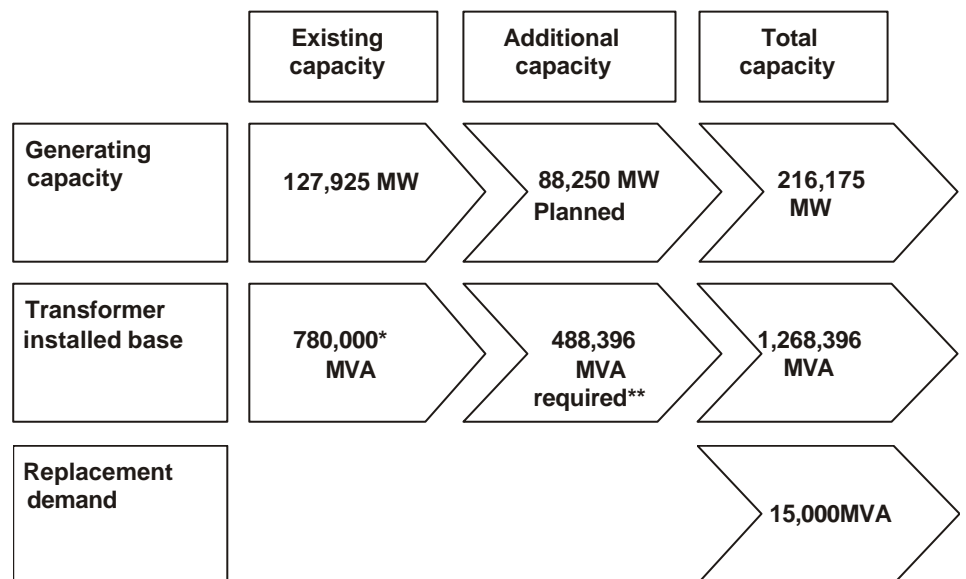 Existing
capacity
Additional
capacity
Total
capacity
Generating
capacity
127,925 MW
88,250 MW
Planned
216,175
MW
Transformer
installed base
780,000*
MVA
488,396
MVA
required**
1,268,396
MVA
Replacement
demand
15,000MVA